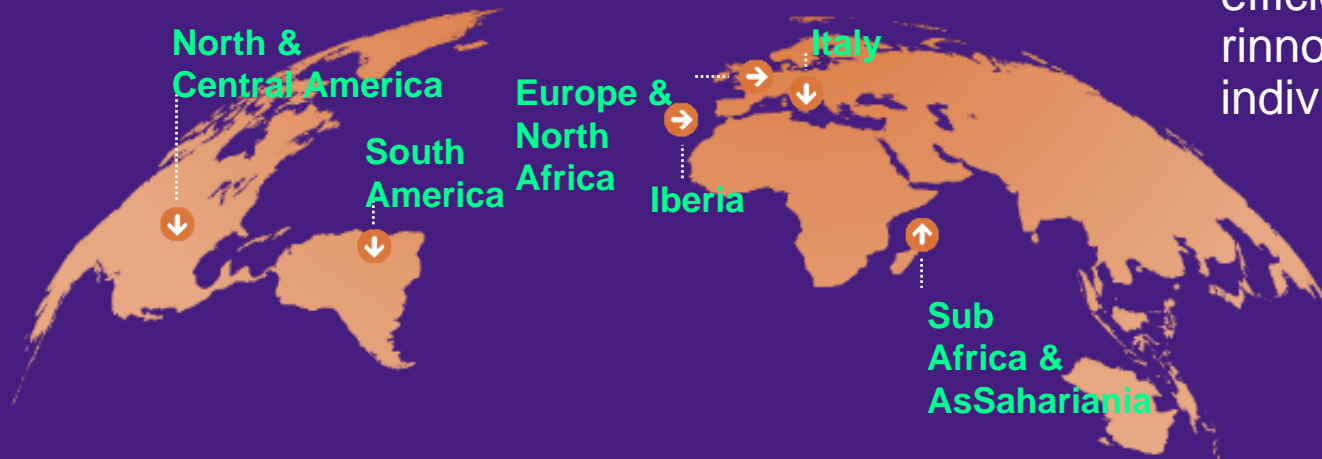 North &
Central America
South
America
Europe &
North
Africa
Iberia
Italy
Sub
Africa &
AsSahariania
rinno
indiv